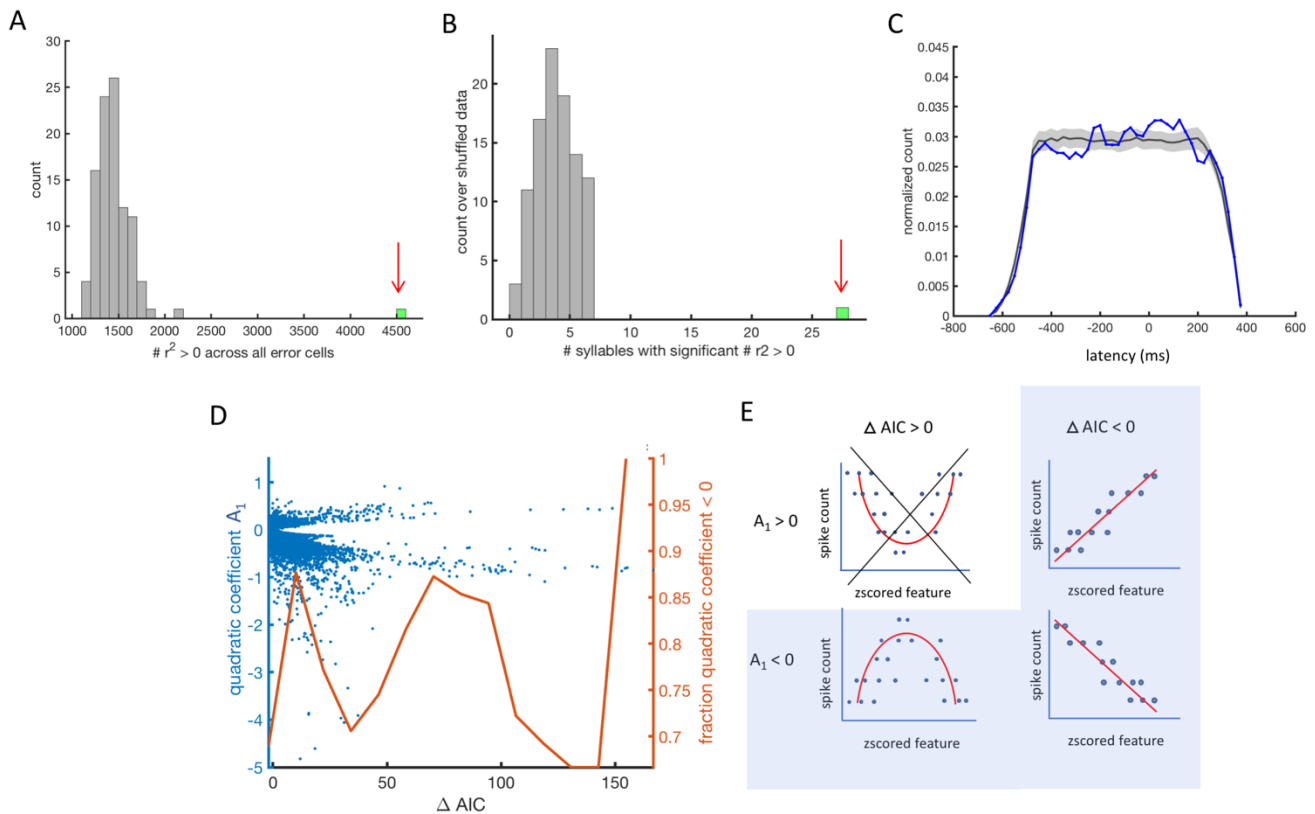 A
30
25
20
15
10
5
0
count
1000 1500 2000 2500 3000 3500 4000 4500
# r² > 0 across all error cells
B
20
15
10
5
0
count over shuffled data
0 5 10 15 20 25
# syllables with significant # r2 > 0
C
0.045
0.04
0.035
0.03
0.025
0.02
0.015
0.01
0.005
0
normalized count
-800 -600 -400 -200 0 200 400 600
latency (ms)
D
1
0
-1
-2
-3
-4
-5
quadratic coefficient A₁
1
0.95
0.9
0.85
0.8
0.75
0.7
fraction quadratic coefficient < 0
0 50 100 150
Δ AIC
E
Δ AIC > 0 Δ AIC < 0
A₁ > 0
spike count
zscored feature
spike count
zscored feature
A₁ < 0
spike count
zscored feature
spike count
zscored feature